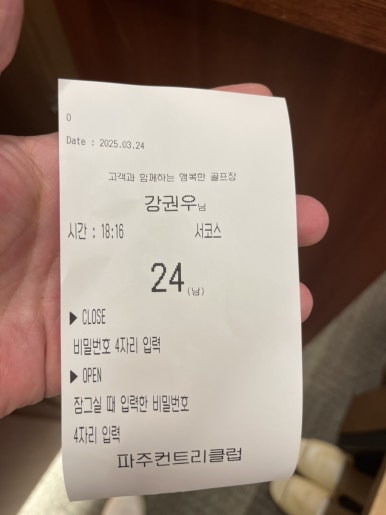 0
Date : 2025.03.24
고객과 함께하는 행복한 골프장
강권우님
시간 : 18:16 서코스
24(남)
▶ CLOSE
비밀번호 4자리 입력
▶ OPEN
잠그실 때 입력한 비밀번호
4자리 입력
파주컨트리클럽